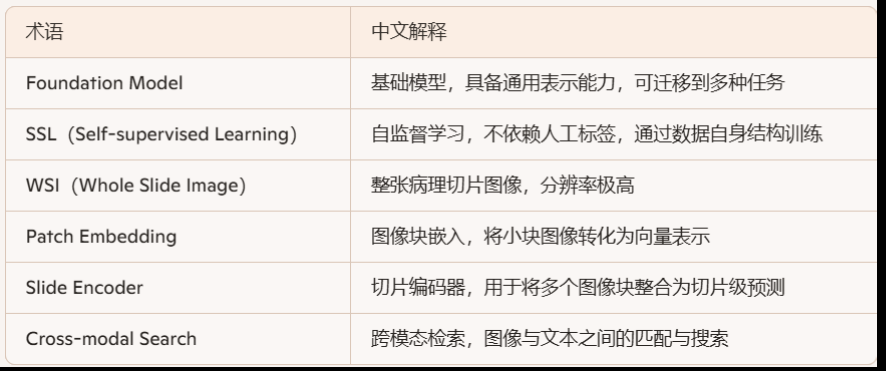 术语 中文解释
Foundation Model 基础模型，具备通用表示能力，可迁移到多种任务
SSL（Self-supervised Learning） 自监督学习，不依赖人工标签，通过数据自身结构训练
WSI（Whole Slide Image） 整张病理切片图像，分辨率极高
Patch Embedding 图像块嵌入，将小块图像转化为向量表示
Slide Encoder 切片编码器，用于将多个图像块整合为切片级预测
Cross-modal Search 跨模态检索，图像与文本之间的匹配与搜索